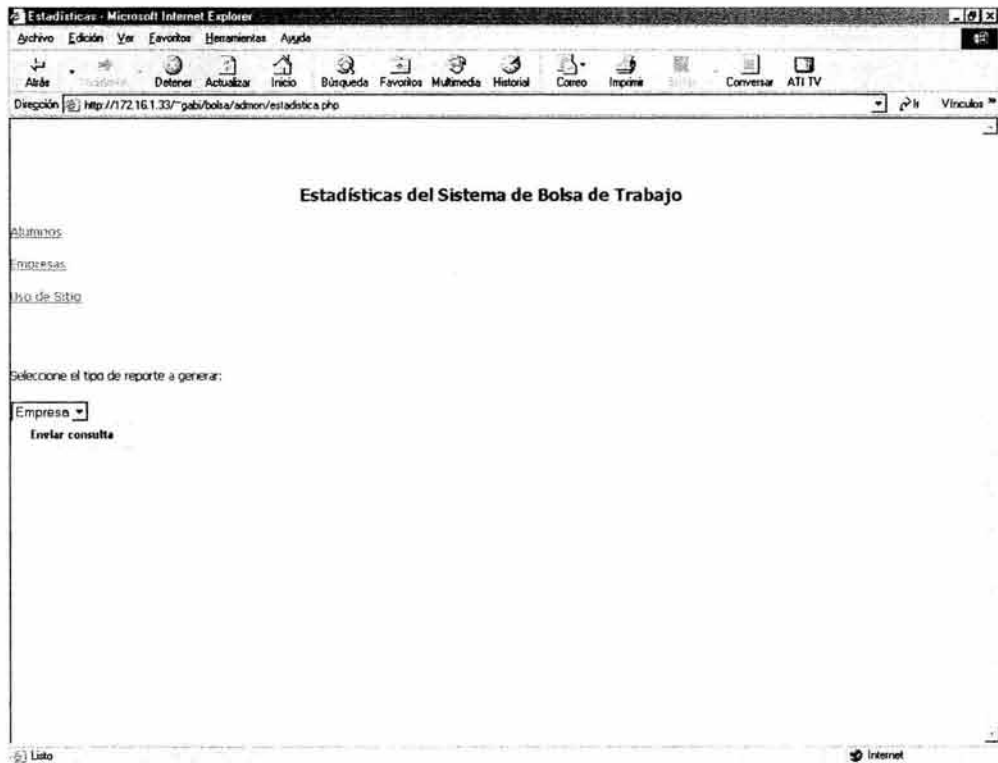 Estadísticas - Microsoft Internet Explorer
Archivo Edición Ver Favoritos Herramientas Ayuda
Atrás Detener Actualizar Inicio Búsqueda Favoritos Multimedia Historial Correo Imprimir Conversar ATI TV
Dirección http://172.16.1.33/~gabi/bolsa/admon/estadistica.php Ir Vínculos »
Estadísticas del Sistema de Bolsa de Trabajo
Alumnos
Empresas
Uso de Sitio
Seleccione el tipo de reporte a generar:
Empresa
Enviar consulta
Listo Internet